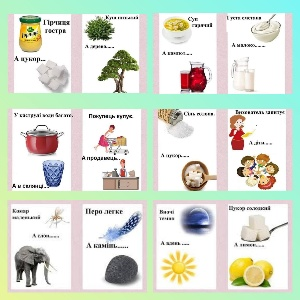 Гірчиця
гостра
А цукор.....
Кущ низький
А дерево.....
Суп
гарячий
А компот.....
Густа сметана
А молоко.....
У каструлі води багато.
А в склянці...
Покупець купує.
А продавець....
Сіль солона.
А цукор.....
Вихователь запитує
А діти.....
Комар
маленький
А слон.....
Перо легке
А камінь.....
Вночі
темно
А вдень .....
Цукор солодкий
А лимон.....